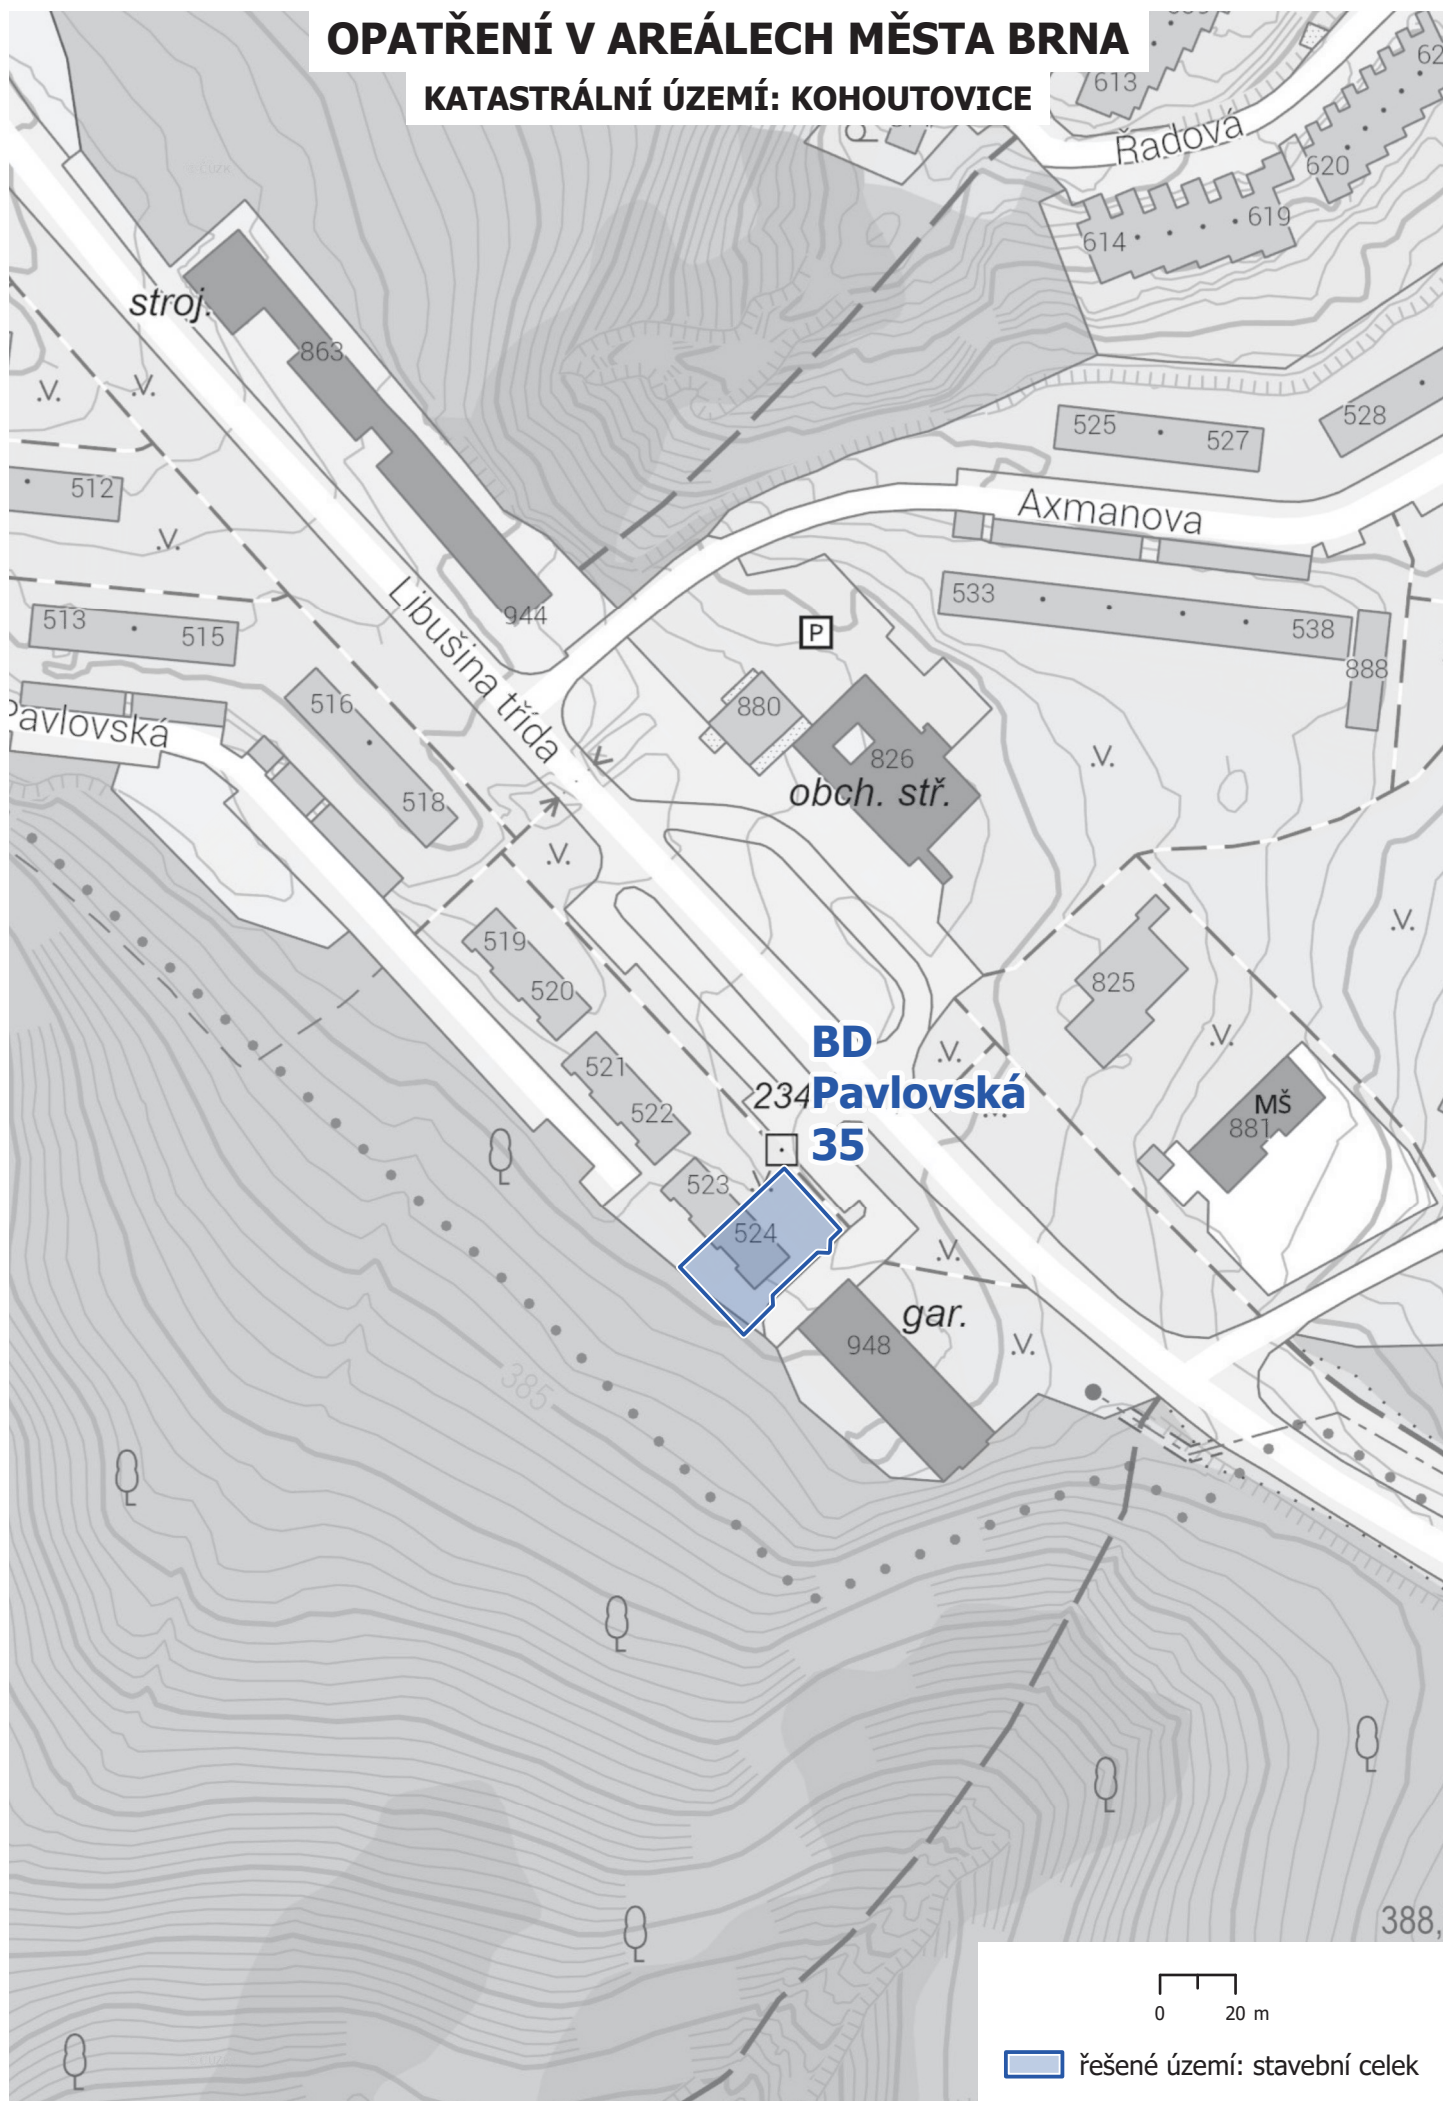 OPATŘENÍ V AREÁLECH MĚSTA BRNA
KATASTRÁLNÍ ÚZEMÍ: KOHOUTOVICE
613
Řadová
620
619
614
© ČÚZK
stroj.
863
525
527
528
512
Axmanova
944
533
538
888
513
515
Libušina třída
P
516
880
Pavlovská
826
obch. stř.
518
519
825
520
BD
Pavlovská
35
521
234
522
MŠ
881
523
524
gar.
948
385
388,
0 20 m
řešené území: stavební celek